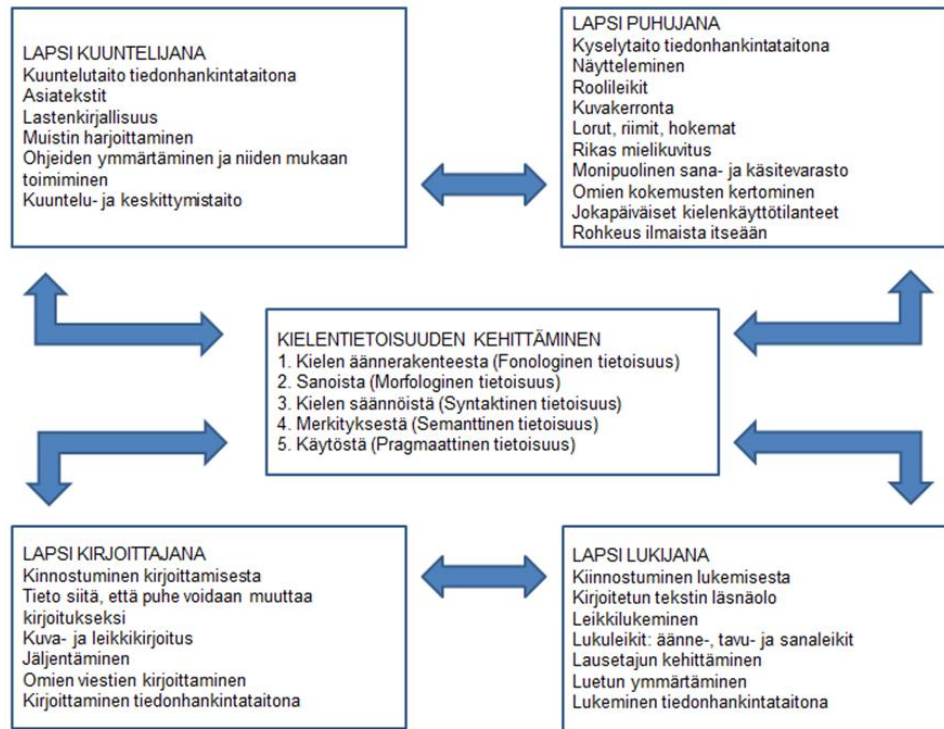 LAPSI KUUNTELIJANA
Kuuntelutaito tiedonhankintataitona
Asiatekstit
Lastenkirjallisuus
Muistin harjoittaminen
Ohjeiden ymmärtäminen ja niiden mukaan
toimiminen
Kuuntelu- ja keskittymistaito
LAPSI PUHUJANA
Kyselytaito tiedonhankintataitona
Näytteleminen
Roolileikit
Kuvakerronta
Lorut, riimit, hokemat
Rikas mielikuvitus
Monipuolinen sana- ja käsitevarasto
Omien kokemusten kertominen
Jokapäiväiset kielenkäyttötilanteet
Rohkeus ilmaista itseään
KIELENTIETOISUUDEN KEHITTÄMINEN
1. Kielen äännerakenteesta (Fonologinen tietoisuus)
2. Sanoista (Morfologinen tietoisuus)
3. Kielen säännöistä (Syntaktinen tietoisuus)
4. Merkityksestä (Semanttinen tietoisuus)
5. Käytöstä (Pragmaattinen tietoisuus)
LAPSI KIRJOITTAJANA
Kinnostuminen kirjoittamisesta
Tieto siitä, että puhe voidaan muuttaa
kirjoitukseksi
Kuva- ja leikkikirjoitus
Jäljentäminen
Omien viestien kirjoittaminen
Kirjoittaminen tiedonhankintataitona
LAPSI LUKIJANA
Kiinnostuminen lukemisesta
Kirjoitetun tekstin läsnäolo
Leikkilukeminen
Lukuleikit: äänne-, tavu- ja sanaleikit
Lausetajun kehittäminen
Luetun ymmärtäminen
Lukeminen tiedonhankintataitona